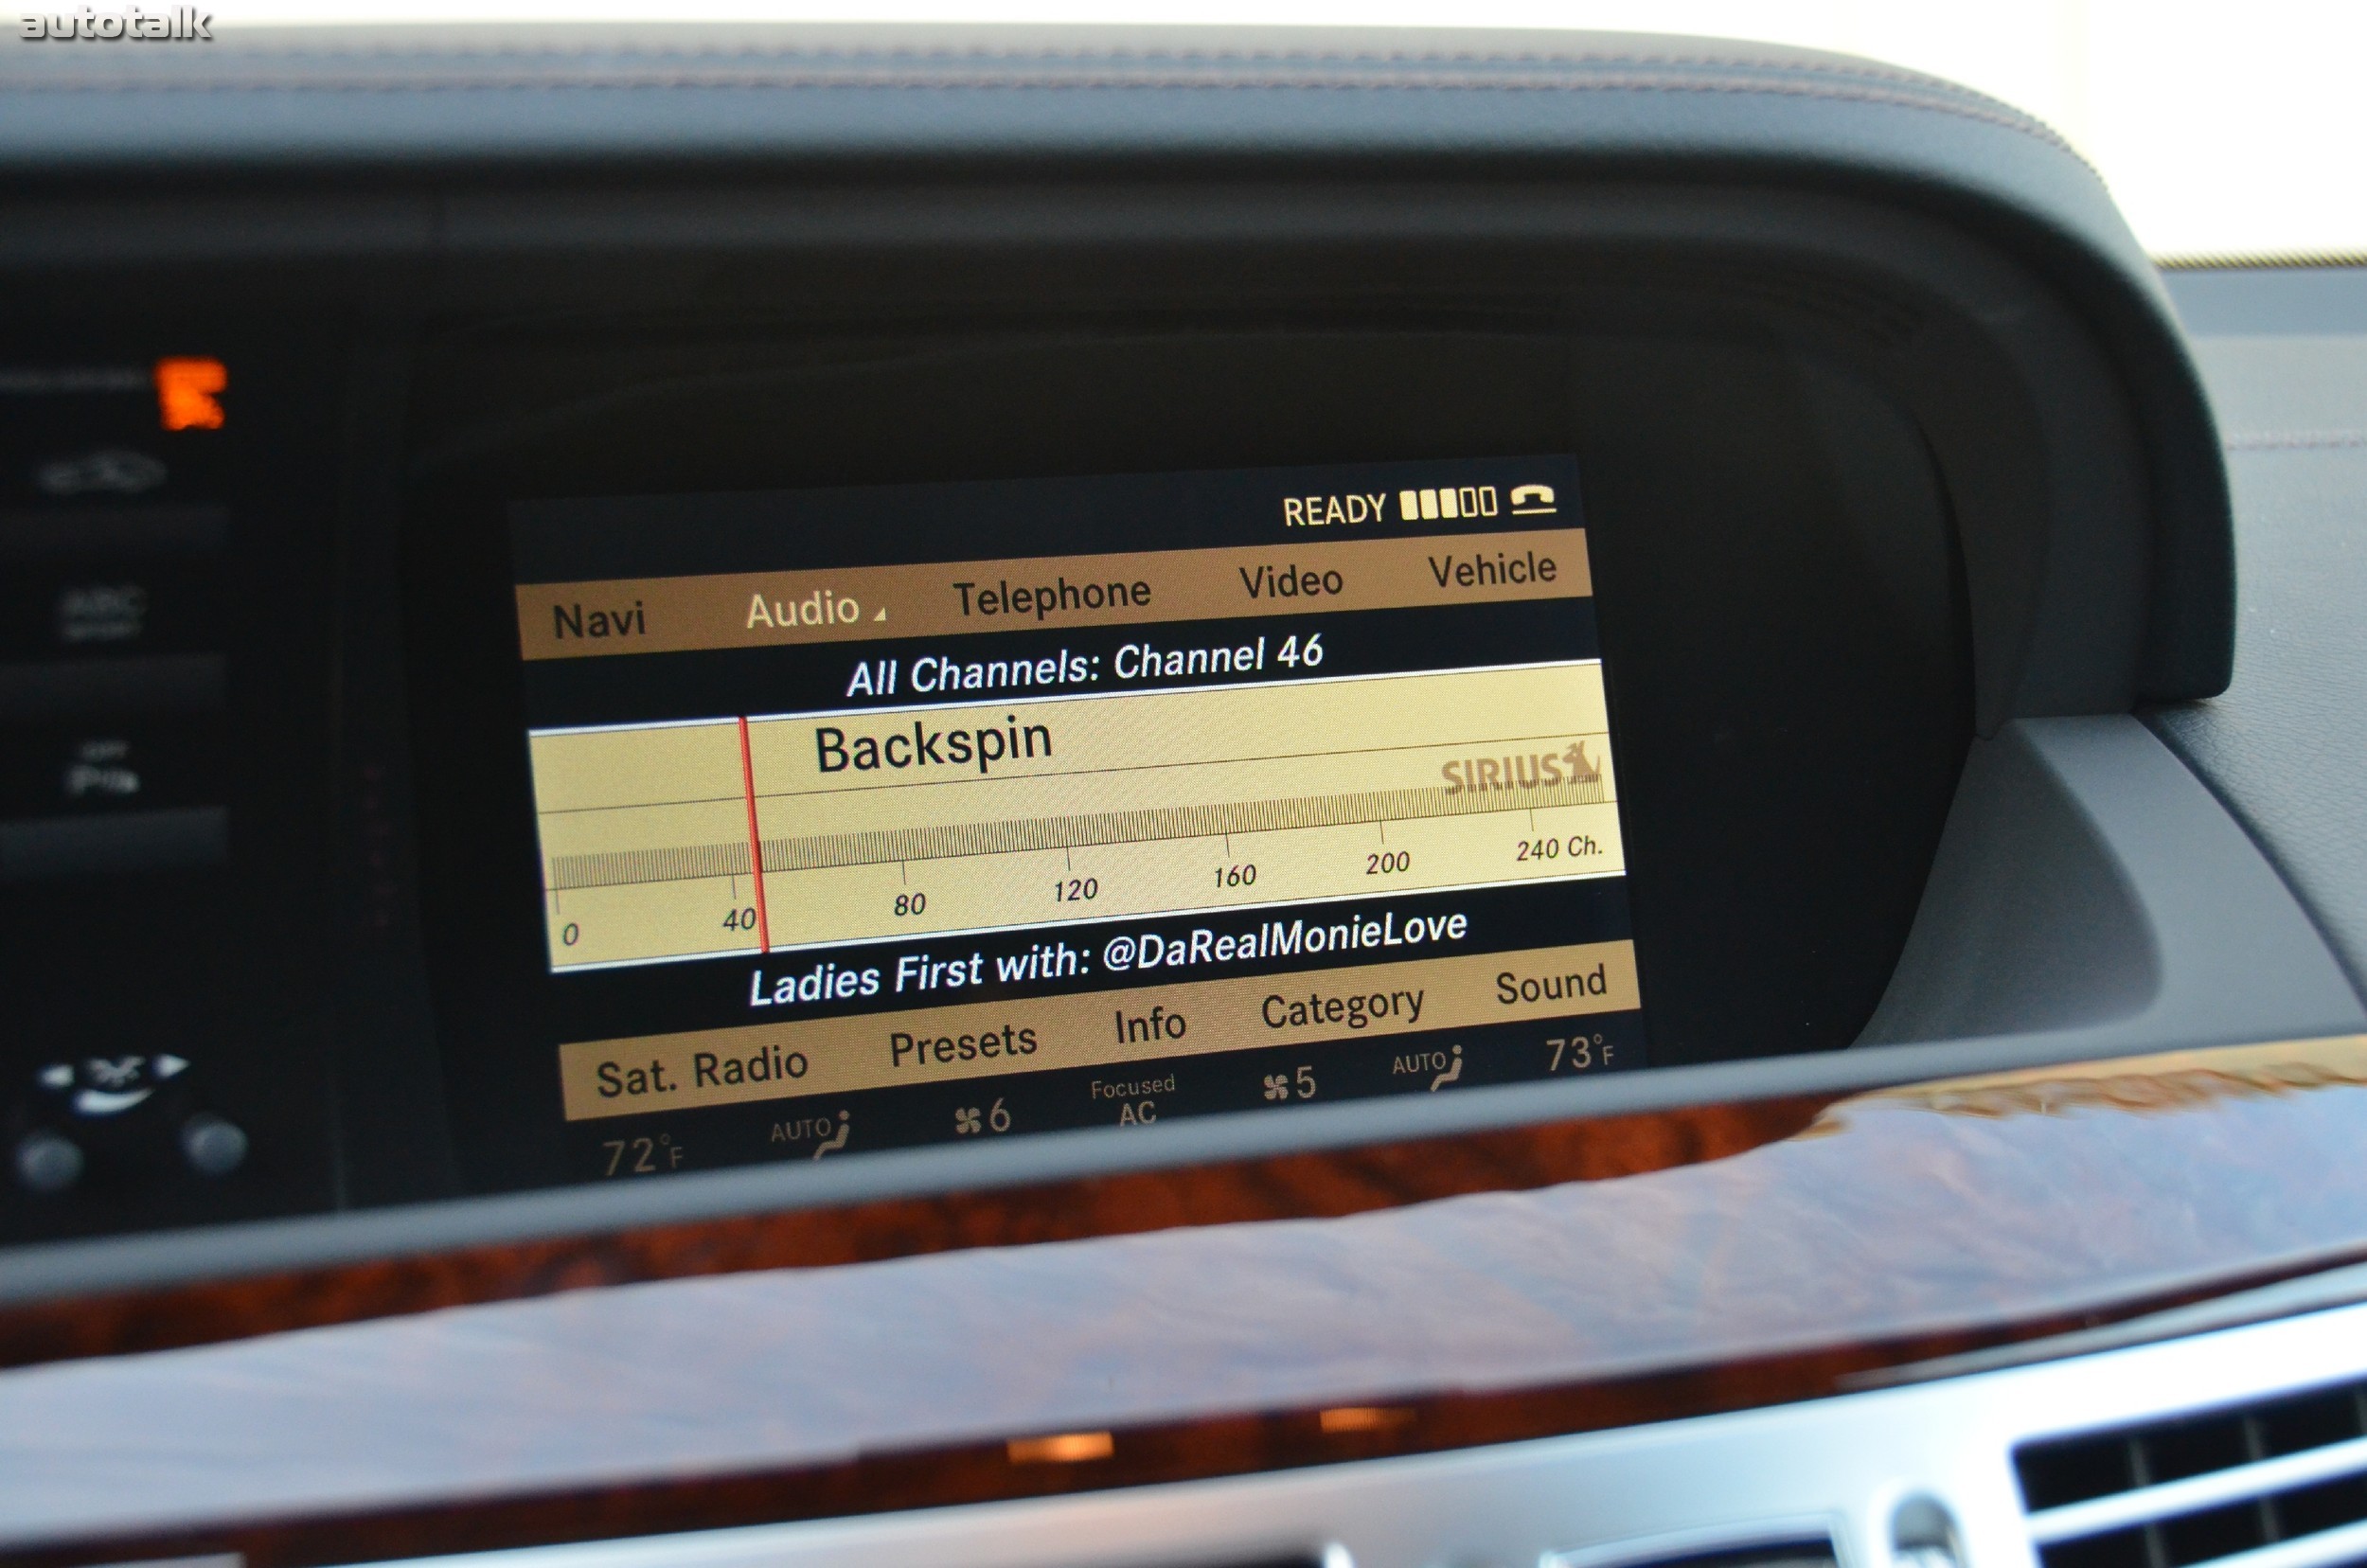 autotalk
READY
Navi Audio Telephone Video Vehicle
All Channels: Channel 46
Backspin
SIRIUS
0 40 80 120 160 200 240 Ch.
Ladies First with: @DaRealMonieLove
Sat. Radio Presets Info Category Sound
72°F AUTO 6 Focused AC 5 AUTO 73°F
ABC